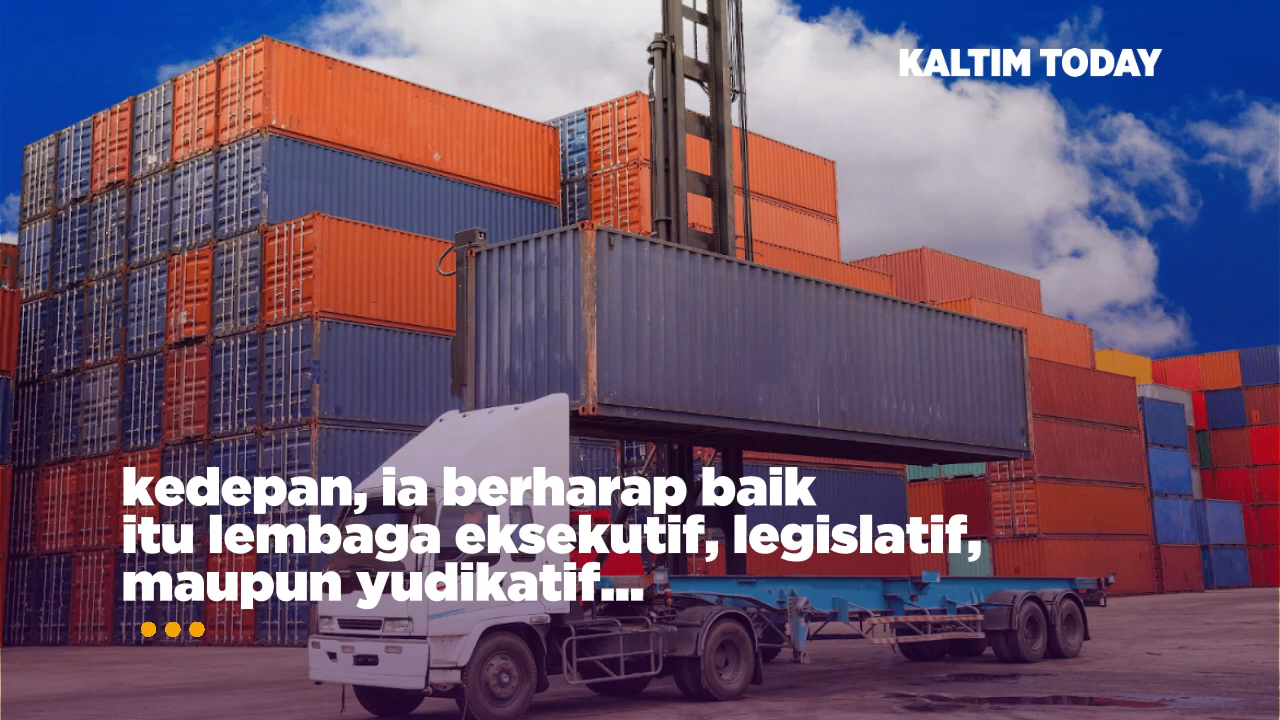 KALTIM TODAY
kedepan, ia berharap baik
itu lembaga eksekutif, legislatif,
maupun yudikatif...